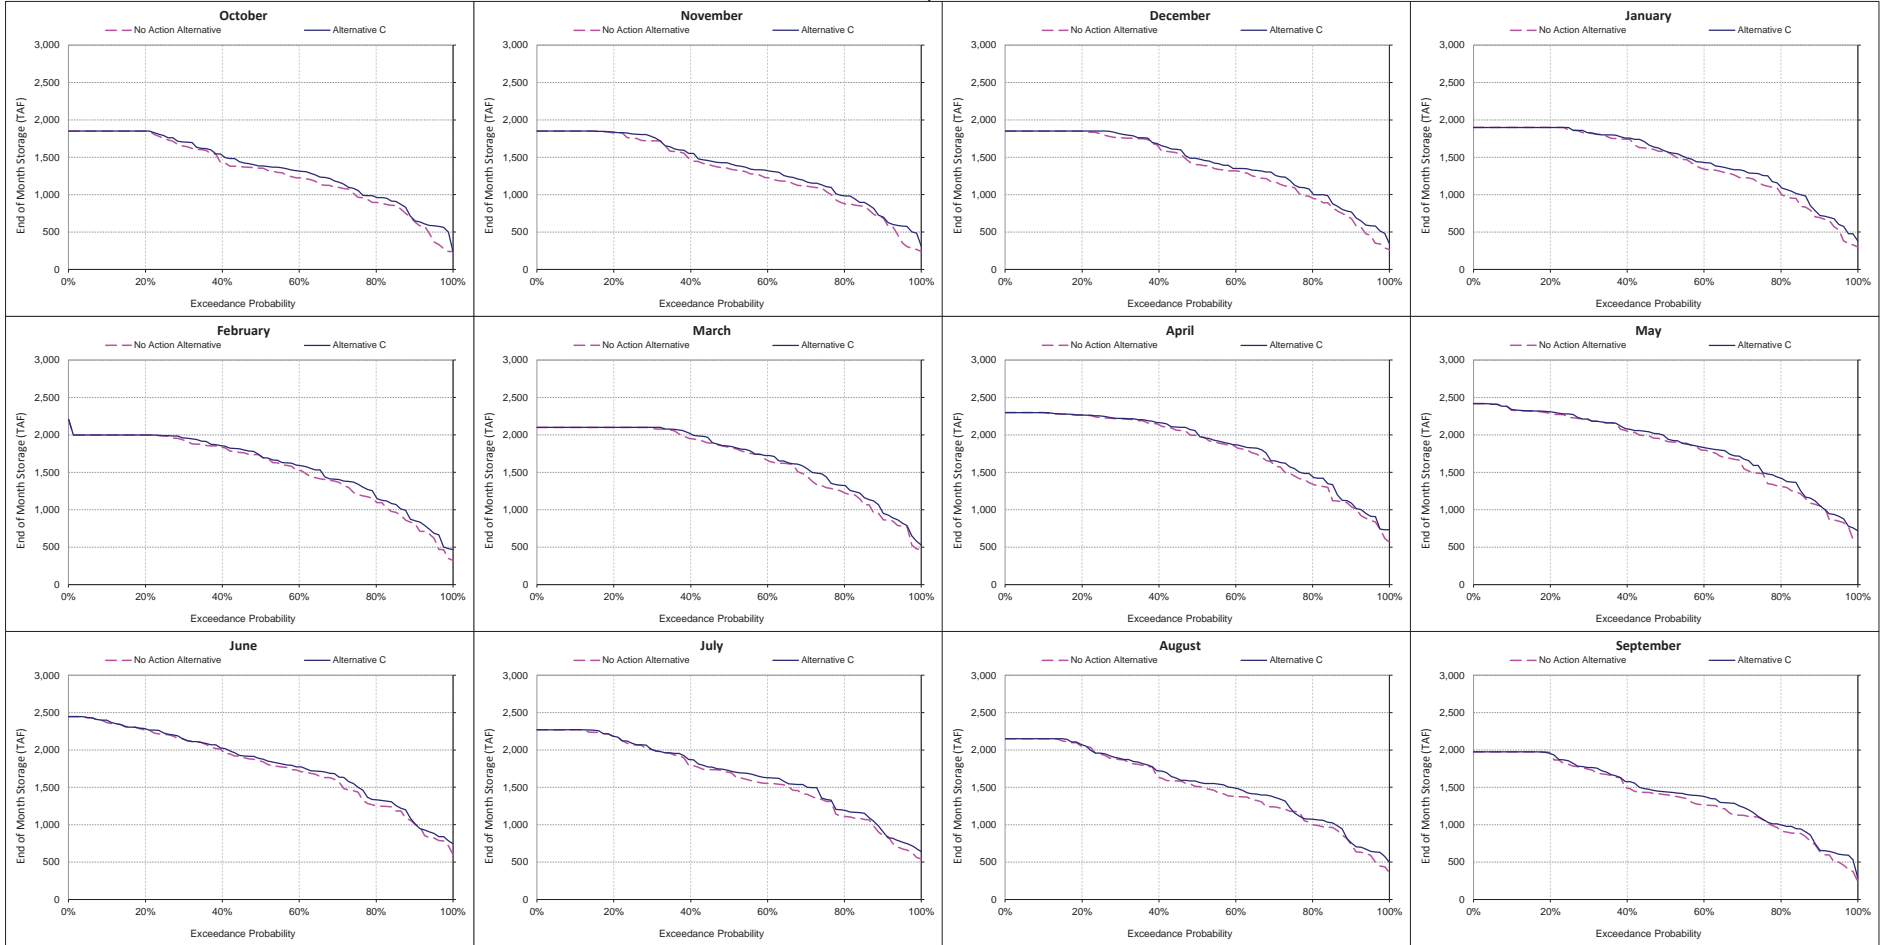 October
No Action Alternative Alternative C
3,000
2,500
2,000
1,500
1,000
500
0
End of Month Storage (TAF)
0% 20% 40% 60% 80% 100%
Exceedance Probability
November
No Action Alternative Alternative C
3,000
2,500
2,000
1,500
1,000
500
0
End of Month Storage (TAF)
0% 20% 40% 60% 80% 100%
Exceedance Probability
December
No Action Alternative Alternative C
3,000
2,500
2,000
1,500
1,000
500
0
End of Month Storage (TAF)
0% 20% 40% 60% 80% 100%
Exceedance Probability
January
No Action Alternative Alternative C
3,000
2,500
2,000
1,500
1,000
500
0
End of Month Storage (TAF)
0% 20% 40% 60% 80% 100%
Exceedance Probability
February
No Action Alternative Alternative C
3,000
2,500
2,000
1,500
1,000
500
0
End of Month Storage (TAF)
0% 20% 40% 60% 80% 100%
Exceedance Probability
March
No Action Alternative Alternative C
3,000
2,500
2,000
1,500
1,000
500
0
End of Month Storage (TAF)
0% 20% 40% 60% 80% 100%
Exceedance Probability
April
No Action Alternative Alternative C
3,000
2,500
2,000
1,500
1,000
500
0
End of Month Storage (TAF)
0% 20% 40% 60% 80% 100%
Exceedance Probability
May
No Action Alternative Alternative C
3,000
2,500
2,000
1,500
1,000
500
0
End of Month Storage (TAF)
0% 20% 40% 60% 80% 100%
Exceedance Probability
June
No Action Alternative Alternative C
3,000
2,500
2,000
1,500
1,000
500
0
End of Month Storage (TAF)
0% 20% 40% 60% 80% 100%
Exceedance Probability
July
No Action Alternative Alternative C
3,000
2,500
2,000
1,500
1,000
500
0
End of Month Storage (TAF)
0% 20% 40% 60% 80% 100%
Exceedance Probability
August
No Action Alternative Alternative C
3,000
2,500
2,000
1,500
1,000
500
0
End of Month Storage (TAF)
0% 20% 40% 60% 80% 100%
Exceedance Probability
September
No Action Alternative Alternative C
3,000
2,500
2,000
1,500
1,000
500
0
End of Month Storage (TAF)
0% 20% 40% 60% 80% 100%
Exceedance Probability